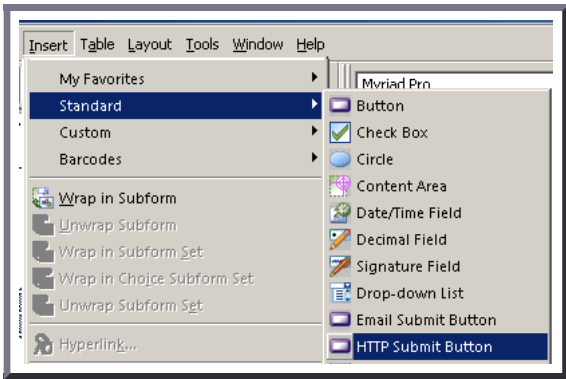 Insert Table Layout Tools Window Help
My Favorites
Standard
Custom
Barcodes
Wrap in Subform
Unwrap Subform
Wrap in Subform Set
Wrap in Choice Subform Set
Unwrap Subform Set
Hyperlink...
Myriad Pro
Button
Check Box
Circle
Content Area
Date/Time Field
Decimal Field
Signature Field
Drop-down List
Email Submit Button
HTTP Submit Button